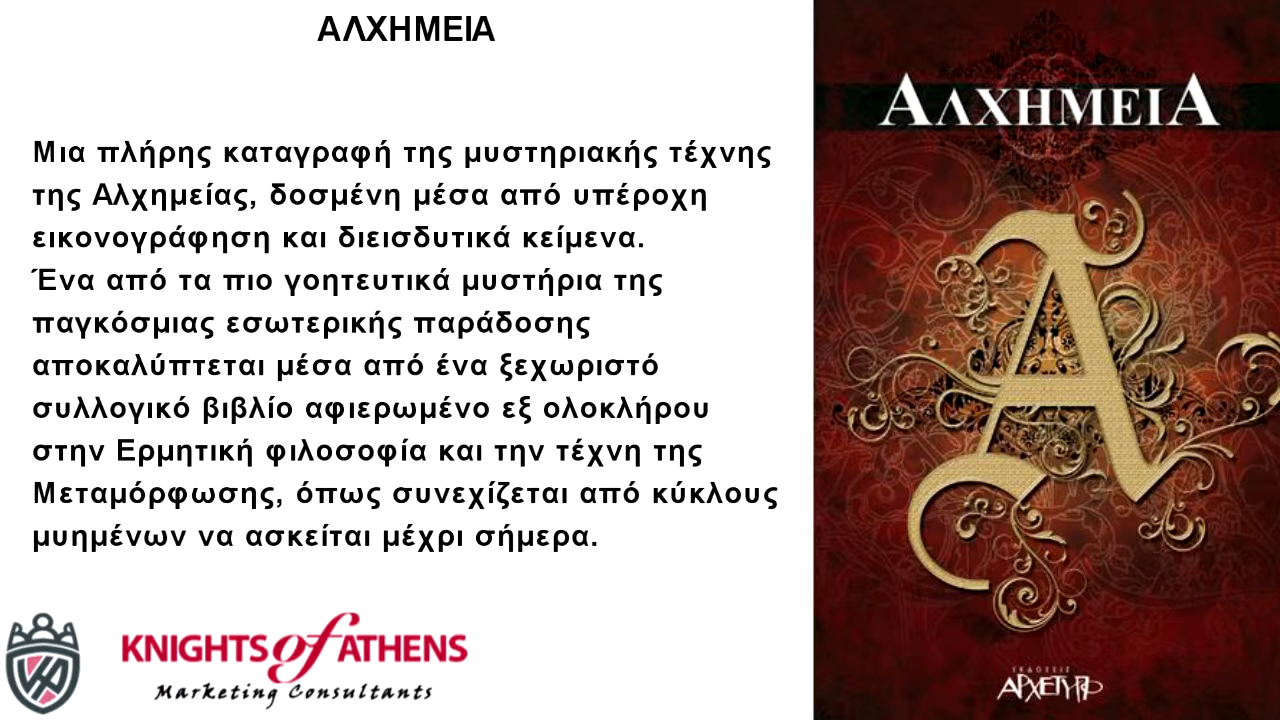 ΑΛΧΗΜΕΙΑ
Μια πλήρης καταγραφή της μυστηριακής τέχνης
της Αλχημείας, δοσμένη μέσα από υπέροχη
εικονογράφηση και διεισδυτικά κείμενα.
Ένα από τα πιο γοητευτικά μυστήρια της
παγκόσμιας εσωτερικής παράδοσης
αποκαλύπτεται μέσα από ένα ξεχωριστό
συλλογικό βιβλίο αφιερωμένο εξ ολοκλήρου
στην Ερμητική φιλοσοφία και την τέχνη της
Μεταμόρφωσης, όπως συνεχίζεται από κύκλους
μυημένων να ασκείται μέχρι σήμερα.
KNIGHTS of ATHENS
Marketing Consultants
ΑΛΧΗΜΕΙΑ
Α
ΕΚΔΟΣΕΙΣ
ΑΡΧΕΤΥΠΟ